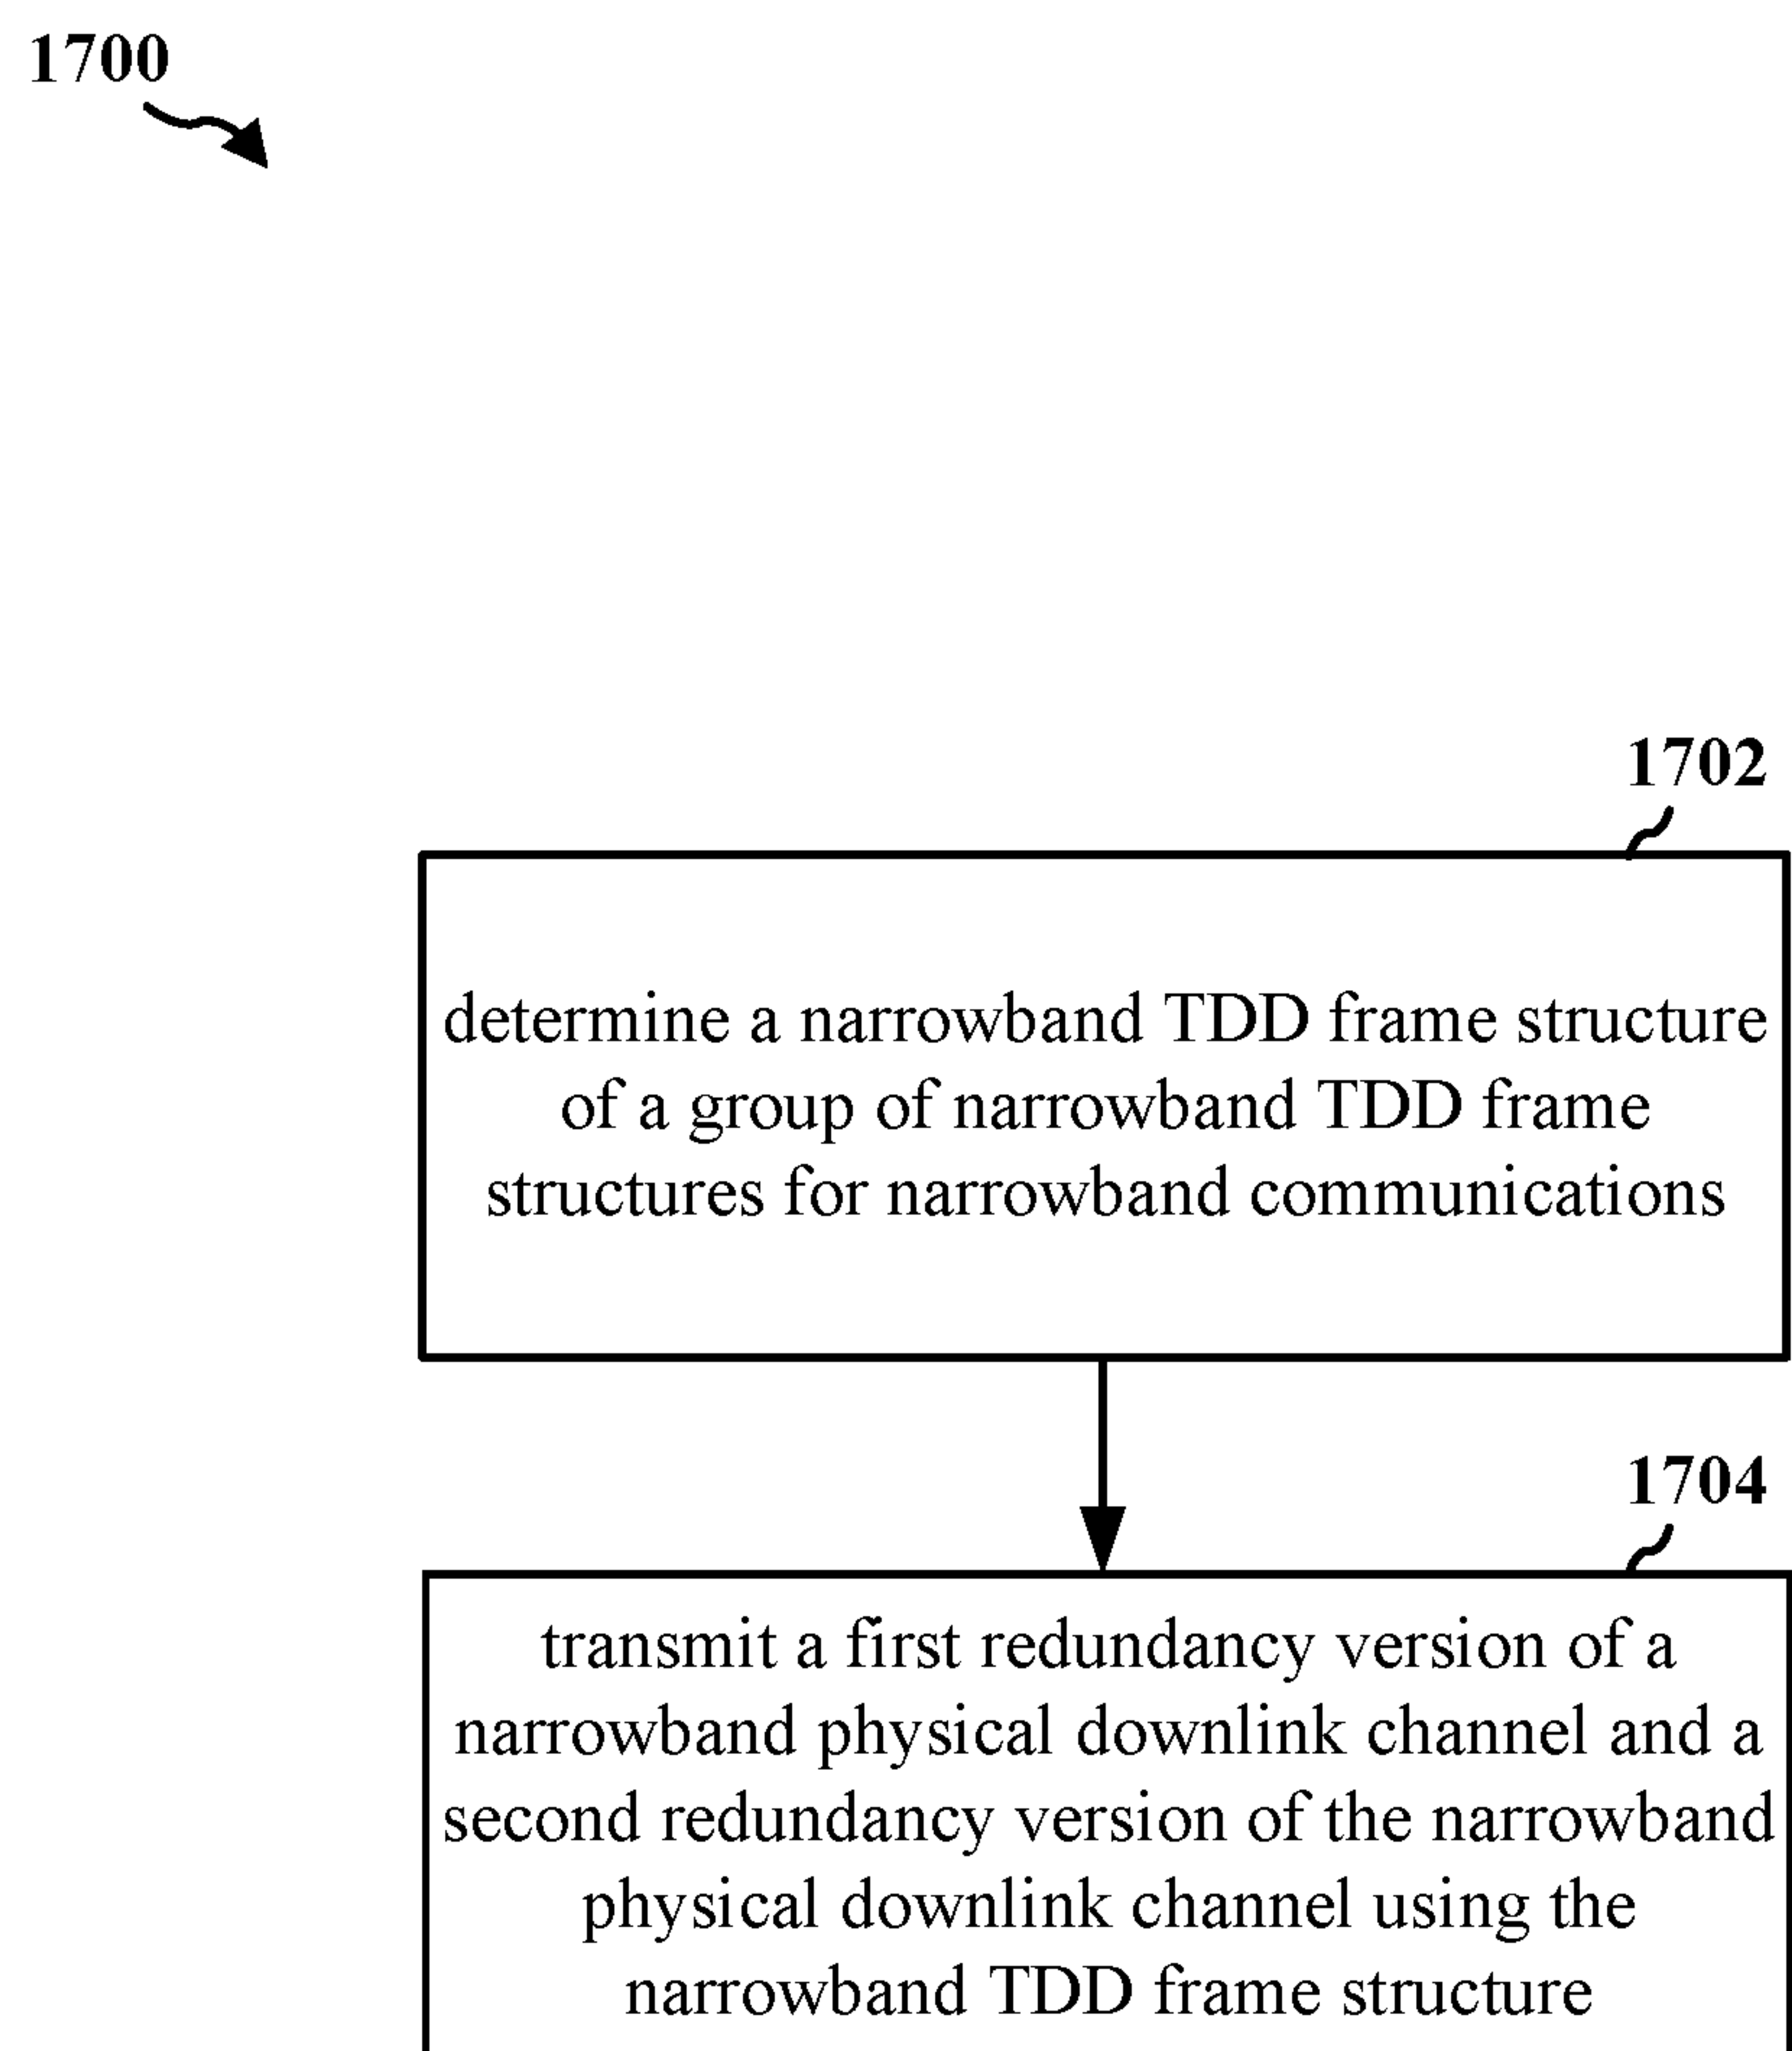 1700
1702
determine a narrowband TDD frame structure
of a group of narrowband TDD frame
structures for narrowband communications
1704
transmit a first redundancy version of a
narrowband physical downlink channel and a
second redundancy version of the narrowband
physical downlink channel using the
narrowband TDD frame structure